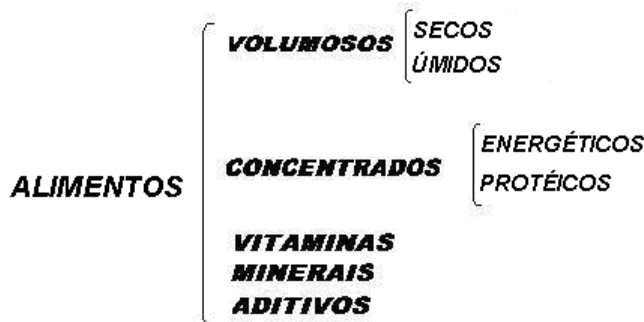 VOLUMOSOS
SECOS
ÚMIDOS
ALIMENTOS
CONCENTRADOS
ENERGÉTICOS
PROTÉICOS
VITAMINAS
MINERAIS
ADITIVOS